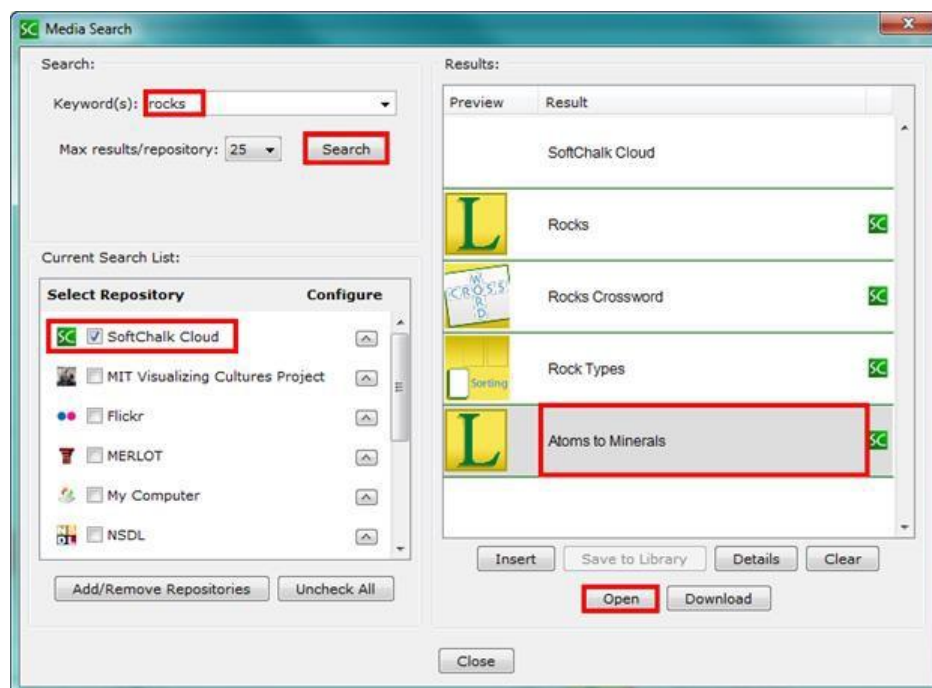 SC Media Search
Search:
Keyword(s): rocks
Max results/repository: 25 Search
Current Search List:
Select Repository Configure
SC SoftChalk Cloud
MIT Visualizing Cultures Project
Flickr
MERLOT
My Computer
NSDL
Add/Remove Repositories Uncheck All
Results:
Preview Result
SoftChalk Cloud
L Rocks SC
CROSS WORD Rocks Crossword SC
Sorting Rock Types SC
L Atoms to Minerals SC
Insert Save to Library Details Clear
Open Download
Close